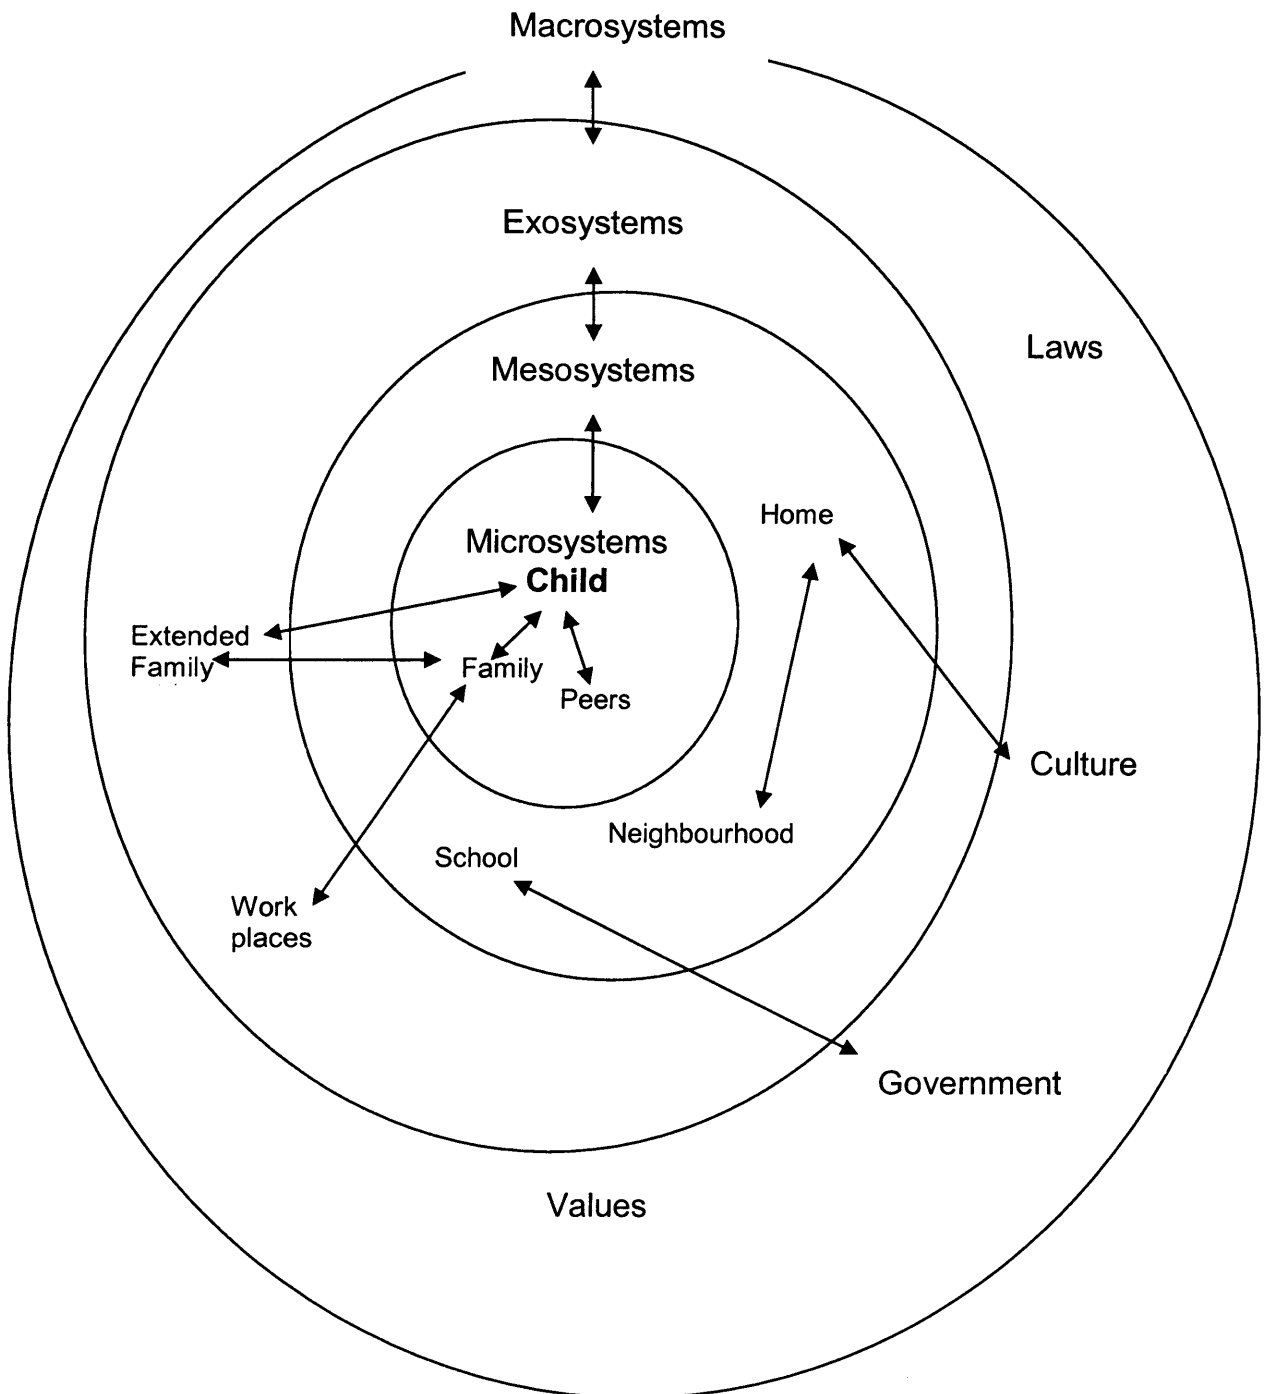 Macrosystems
Exosystems
Laws
Mesosystems
Home
Microsystems
Child
Extended
Family
Family
Peers
Culture
Neighbourhood
School
Work
places
Government
Values